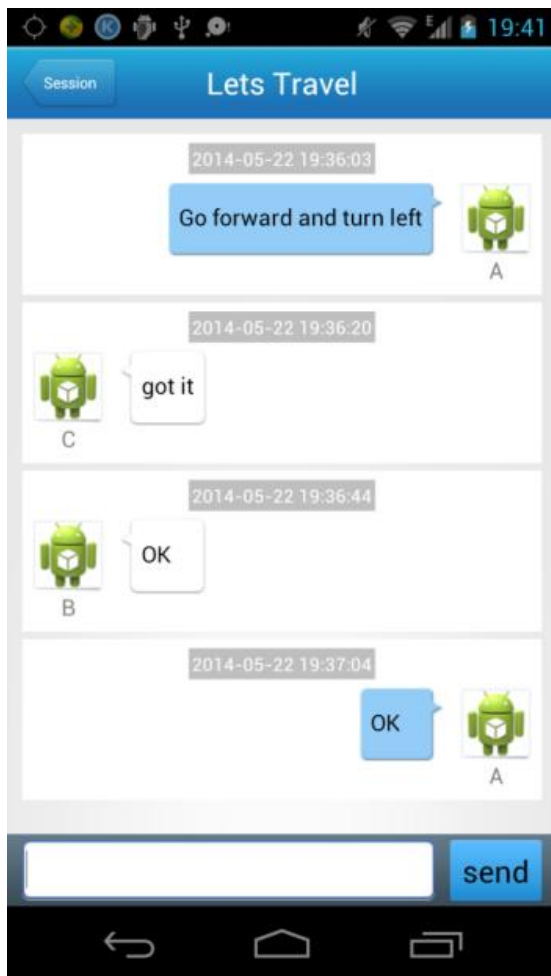 19:41
Session
Lets Travel
2014-05-22 19:36:03
Go forward and turn left
A
2014-05-22 19:36:20
got it
C
2014-05-22 19:36:44
OK
B
2014-05-22 19:37:04
OK
A
send